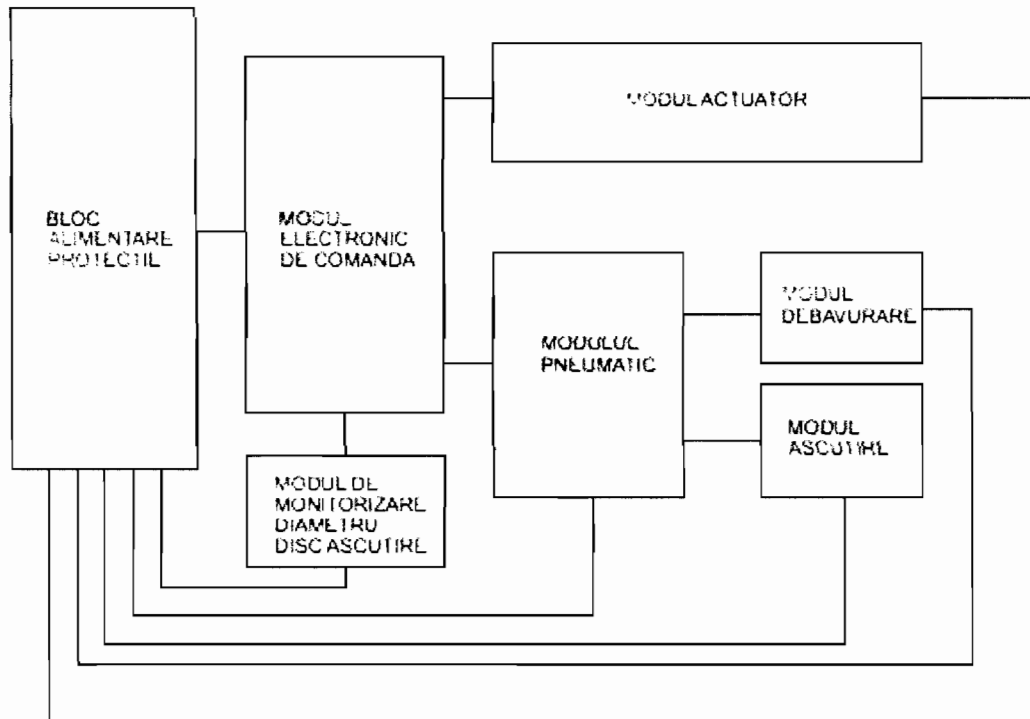 MODUL ACTUATOR
BLOC
ALIMENTARE
PROTECTII
MODUL
ELECTRONIC
DE COMANDA
MODUL
DEBAVURARE
MODULUL
PNEUMATIC
MODUL
ASCUTIRE
MODUL DE
MONITORIZARE
DIAMETRU
DISC ASCUTIRE